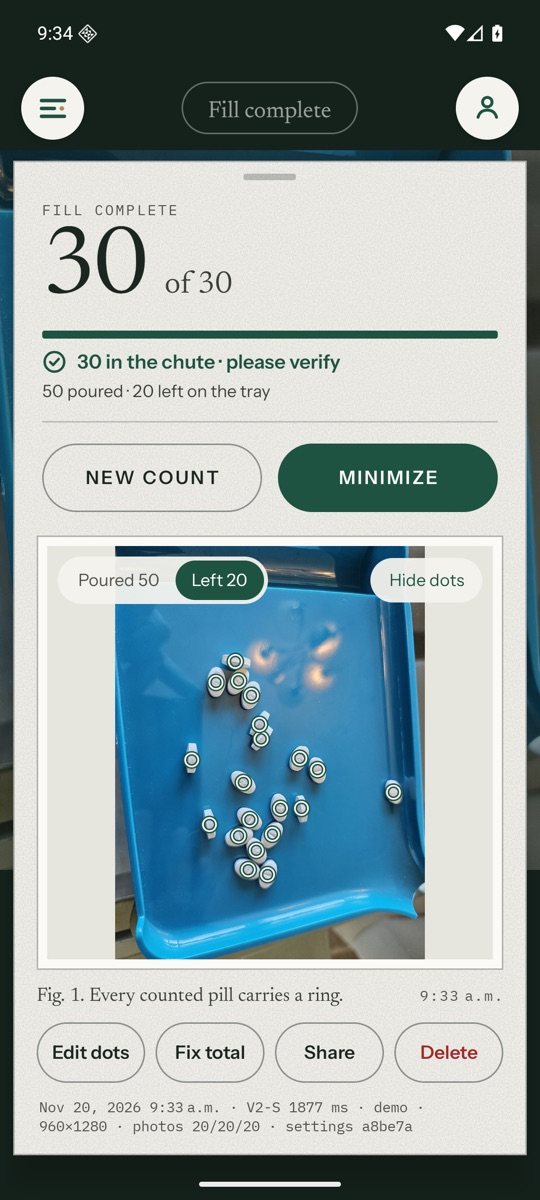 9:34
Fill complete
FILL COMPLETE
30 of 30
30 in the chute · please verify
50 poured · 20 left on the tray
NEW COUNT
MINIMIZE
Poured 50
Left 20
Hide dots
Fig. 1. Every counted pill carries a ring.
9:33 a.m.
Edit dots
Fix total
Share
Delete
Nov 20, 2026 9:33 a.m. · V2-S 1877 ms · demo ·
960×1280 · photos 20/20/20 · settings a8be7a